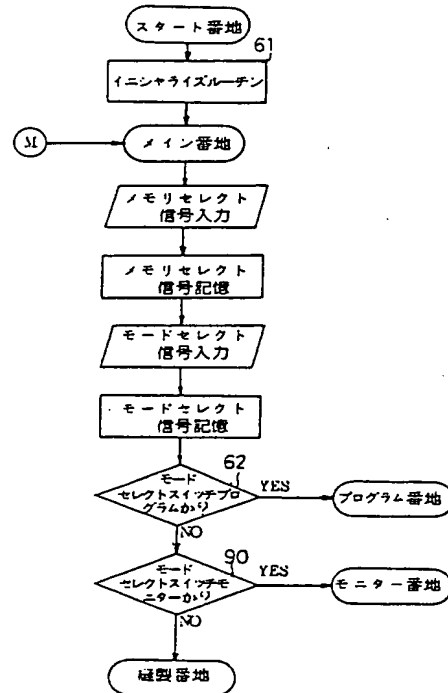 スタート番地
61
イニシャライズルーチン
M
メイン番地
メモリセレクト
信号入力
メモリセレクト
信号記憶
モードセレクト
信号入力
モードセレクト
信号記憶
62
モード
セレクトスイッチプロ
グラムかり
YES
プログラム番地
NO
90
モード
セレクトスイッチモ
ニターかり
YES
モニター番地
NO
縫製番地